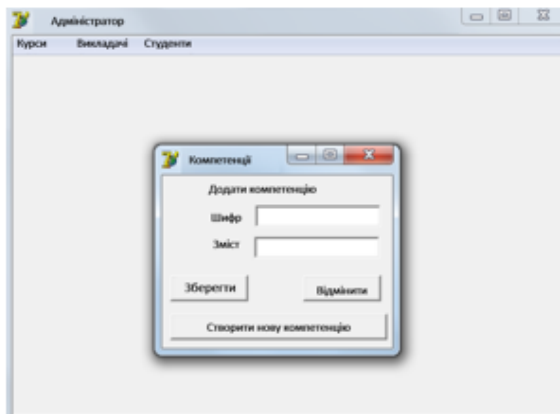 Адміністратор
Курси Викладачі Студенти
Компетенції
Додати компетенцію
Шифр
Зміст
Зберегти Відмінити
Створити нову компетенцію